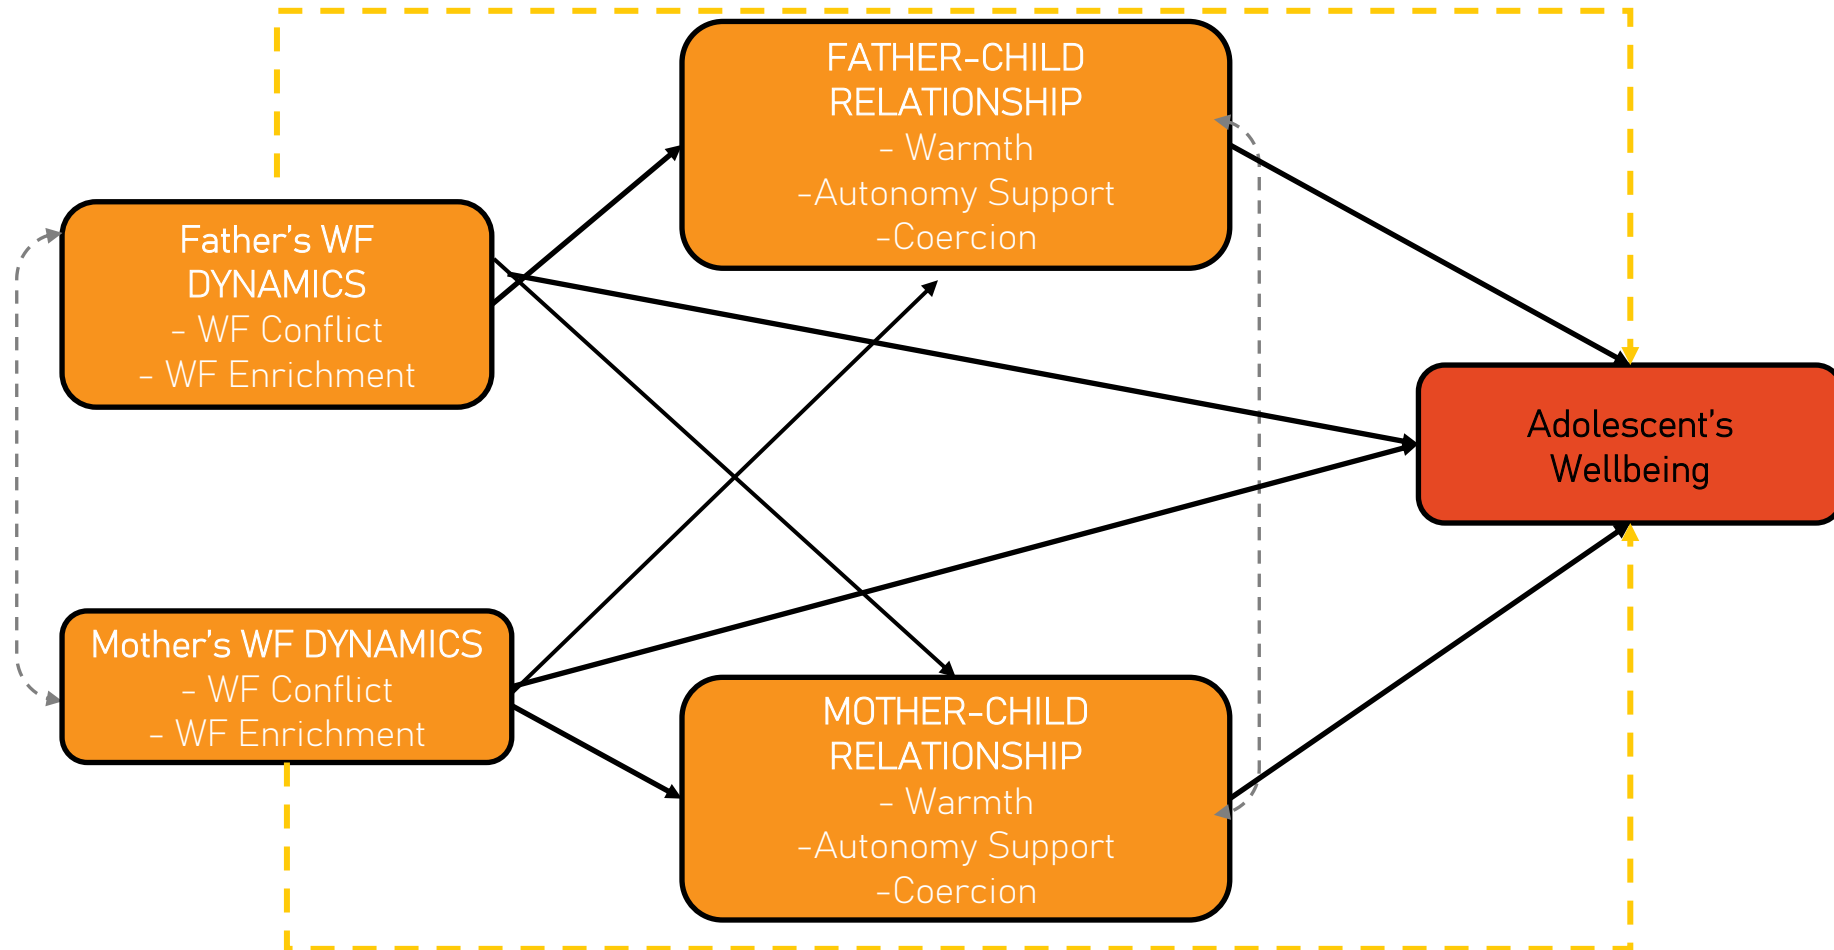 FATHER-CHILD
RELATIONSHIP
- Warmth
-Autonomy Support
-Coercion
Father’s WF
DYNAMICS
- WF Conflict
- WF Enrichment
Adolescent’s
Wellbeing
Mother’s WF DYNAMICS
- WF Conflict
- WF Enrichment
MOTHER-CHILD
RELATIONSHIP
- Warmth
-Autonomy Support
-Coercion